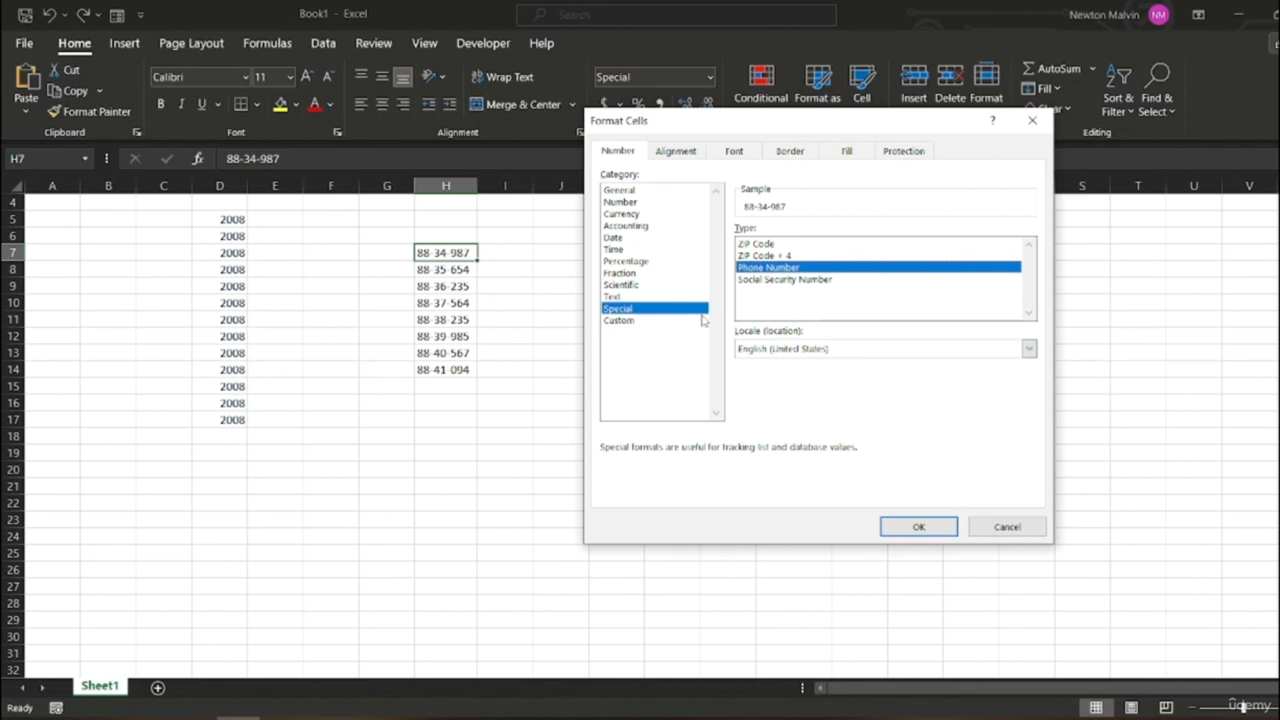 Book1 - Excel
Search
Newton Malvin NM
File Home Insert Page Layout Formulas Data Review View Developer Help
Cut
Copy
Format Painter
Paste
Calibri 11
B I U
Wrap Text
Merge & Center
Special
Conditional Format as Cell
Insert Delete Format
AutoSum
Fill
Clear
Sort & Filter
Find & Select
Clipboard Font Alignment Editing
H7 fx 88-34-987
A B C D E F G H I J S T U V
4
5 2008
6 2008
7 2008 88-34-987
8 2008 88-35-654
9 2008 88-36-235
10 2008 88-37-564
11 2008 88-38-235
12 2008 88-39-985
13 2008 88-40-567
14 2008 88-41-094
15 2008
16 2008
17 2008
18
19
20
21
22
23
24
25
26
27
28
29
30
31
32
Format Cells
Number Alignment Font Border Fill Protection
Category:
General
Number
Currency
Accounting
Date
Time
Percentage
Fraction
Scientific
Text
Special
Custom
Sample
88-34-987
Type:
ZIP Code
ZIP Code + 4
Phone Number
Social Security Number
Locale (location):
English (United States)
Special formats are useful for tracking list and database values.
OK Cancel
Sheet1
Ready
ûdemy